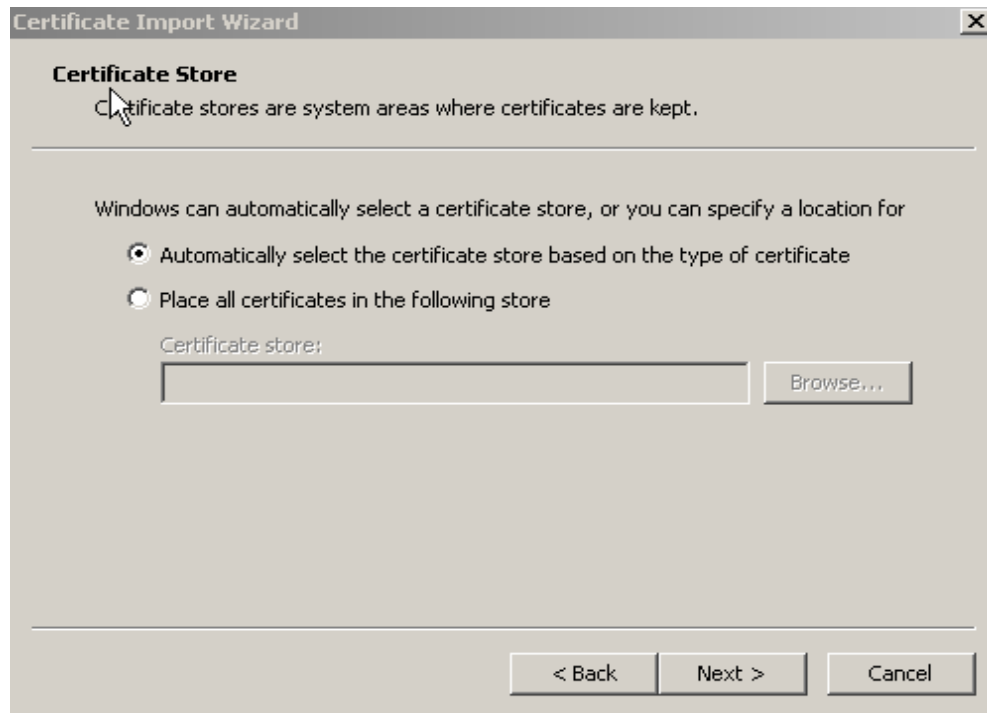 Certificate Import Wizard
Certificate Store
Certificate stores are system areas where certificates are kept.
Windows can automatically select a certificate store, or you can specify a location for
Automatically select the certificate store based on the type of certificate
Place all certificates in the following store
Certificate store:
Browse...
< Back Next > Cancel